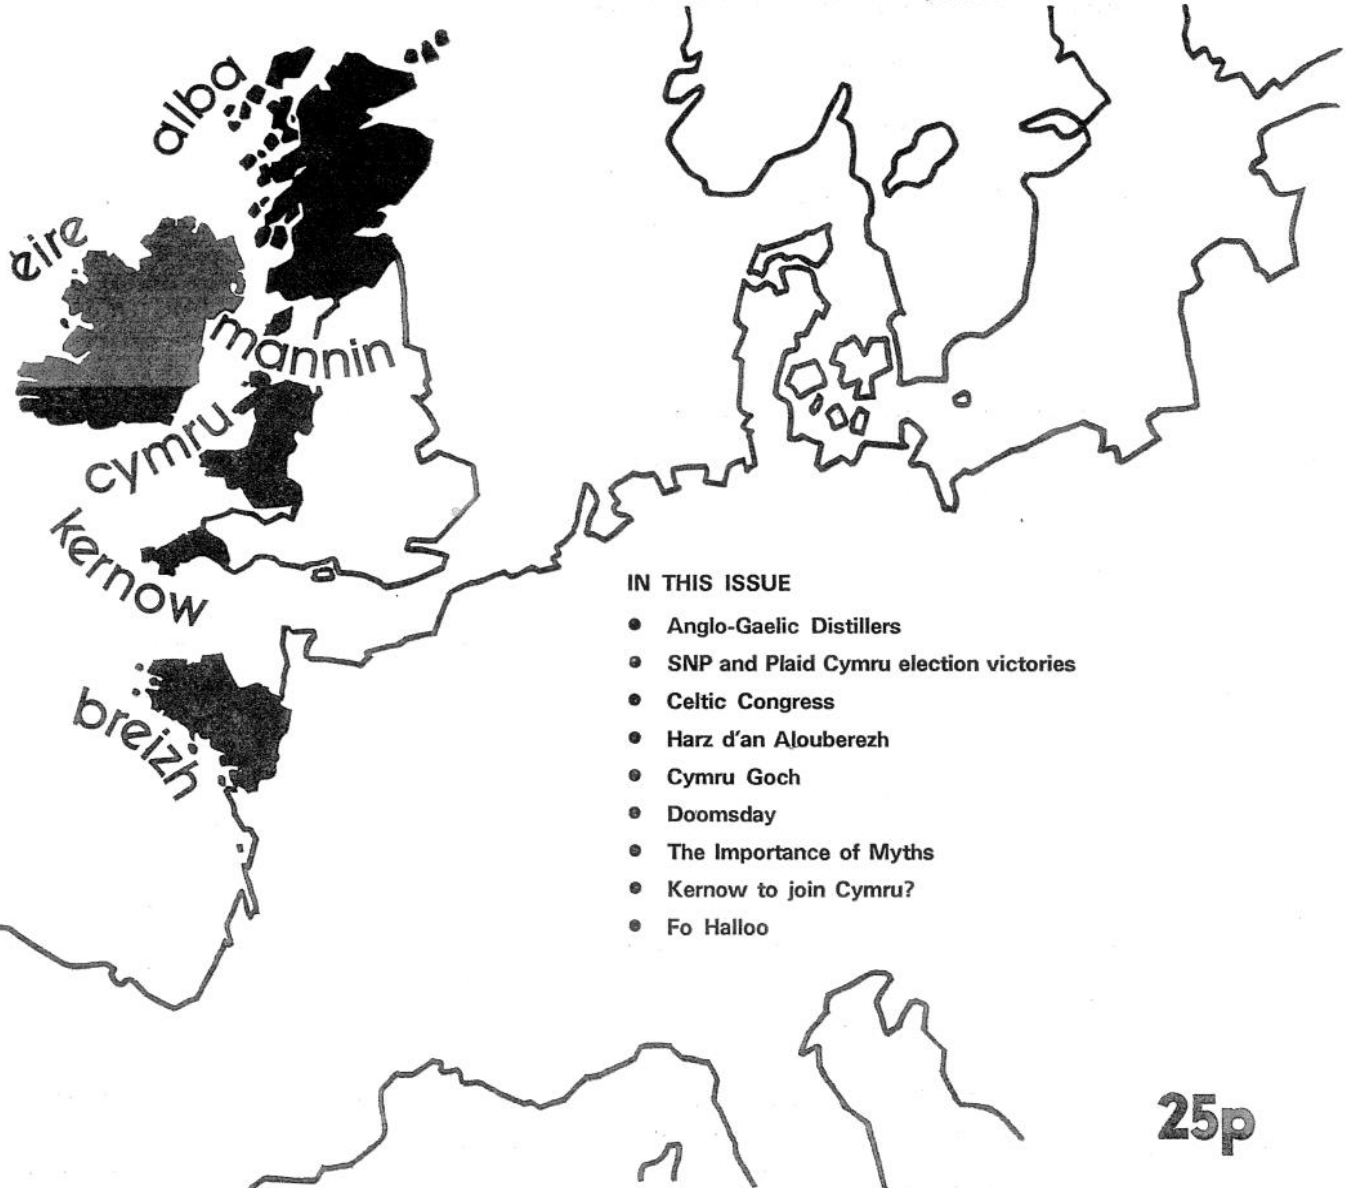 alba
éire
mannin
cymru
kernow
breizh
IN THIS ISSUE
• Anglo-Gaelic Distillers
• SNP and Plaid Cymru election victories
• Celtic Congress
• Harz d'an Alouberezh
• Cymru Goch
• Doomsday
• The Importance of Myths
• Kernow to join Cymru?
• Fo Halloo
25p